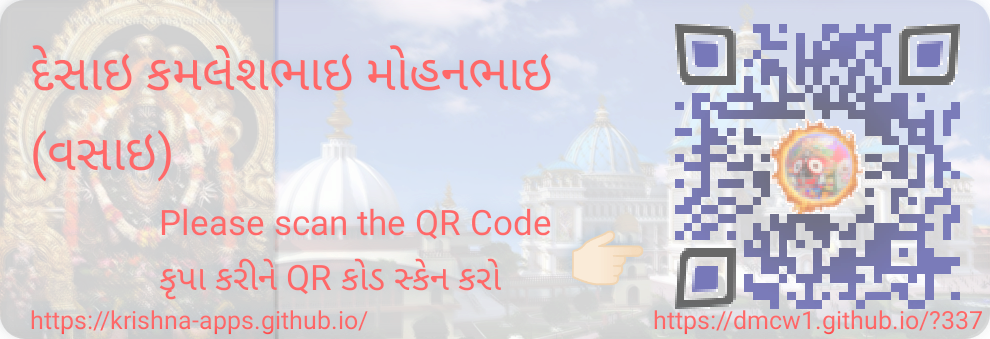 દેસાઇ કમલેશભાઇ મોહનભાઇ
(વસાઇ)
Please scan the QR Code
કૃપા કરીને QR કોડ સ્કેન કરો
https://krishna-apps.github.io/
https://dmcw1.github.io/?337